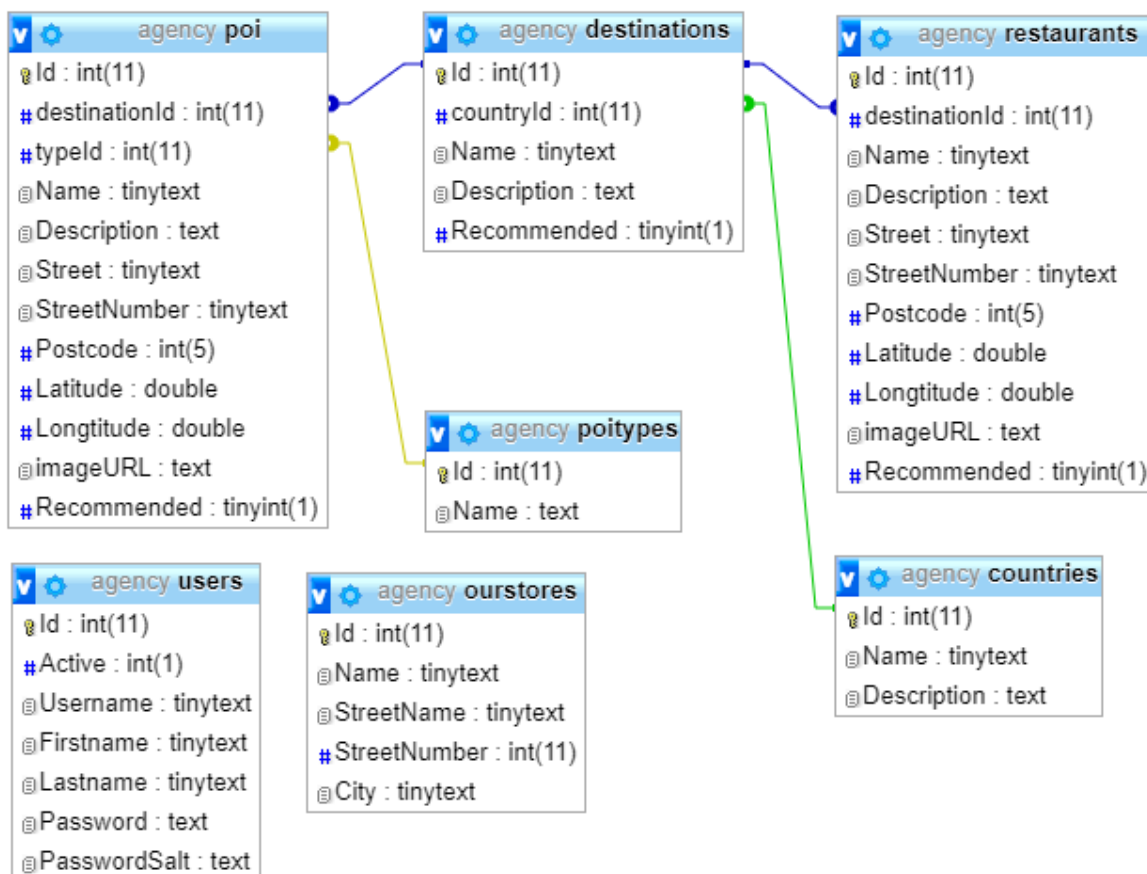 agency poi
Id : int(11)
destinationId : int(11)
typeId : int(11)
Name : tinytext
Description : text
Street : tinytext
StreetNumber : tinytext
Postcode : int(5)
Latitude : double
Longtitude : double
imageURL : text
Recommended : tinyint(1)
agency destinations
Id : int(11)
countryId : int(11)
Name : tinytext
Description : text
Recommended : tinyint(1)
agency restaurants
Id : int(11)
destinationId : int(11)
Name : tinytext
Description : text
Street : tinytext
StreetNumber : tinytext
Postcode : int(5)
Latitude : double
Longtitude : double
imageURL : text
Recommended : tinyint(1)
agency poitypes
Id : int(11)
Name : text
agency users
Id : int(11)
Active : int(1)
Username : tinytext
Firstname : tinytext
Lastname : tinytext
Password : text
PasswordSalt : text
agency ourstores
Id : int(11)
Name : tinytext
StreetName : tinytext
StreetNumber : int(11)
City : tinytext
agency countries
Id : int(11)
Name : tinytext
Description : text